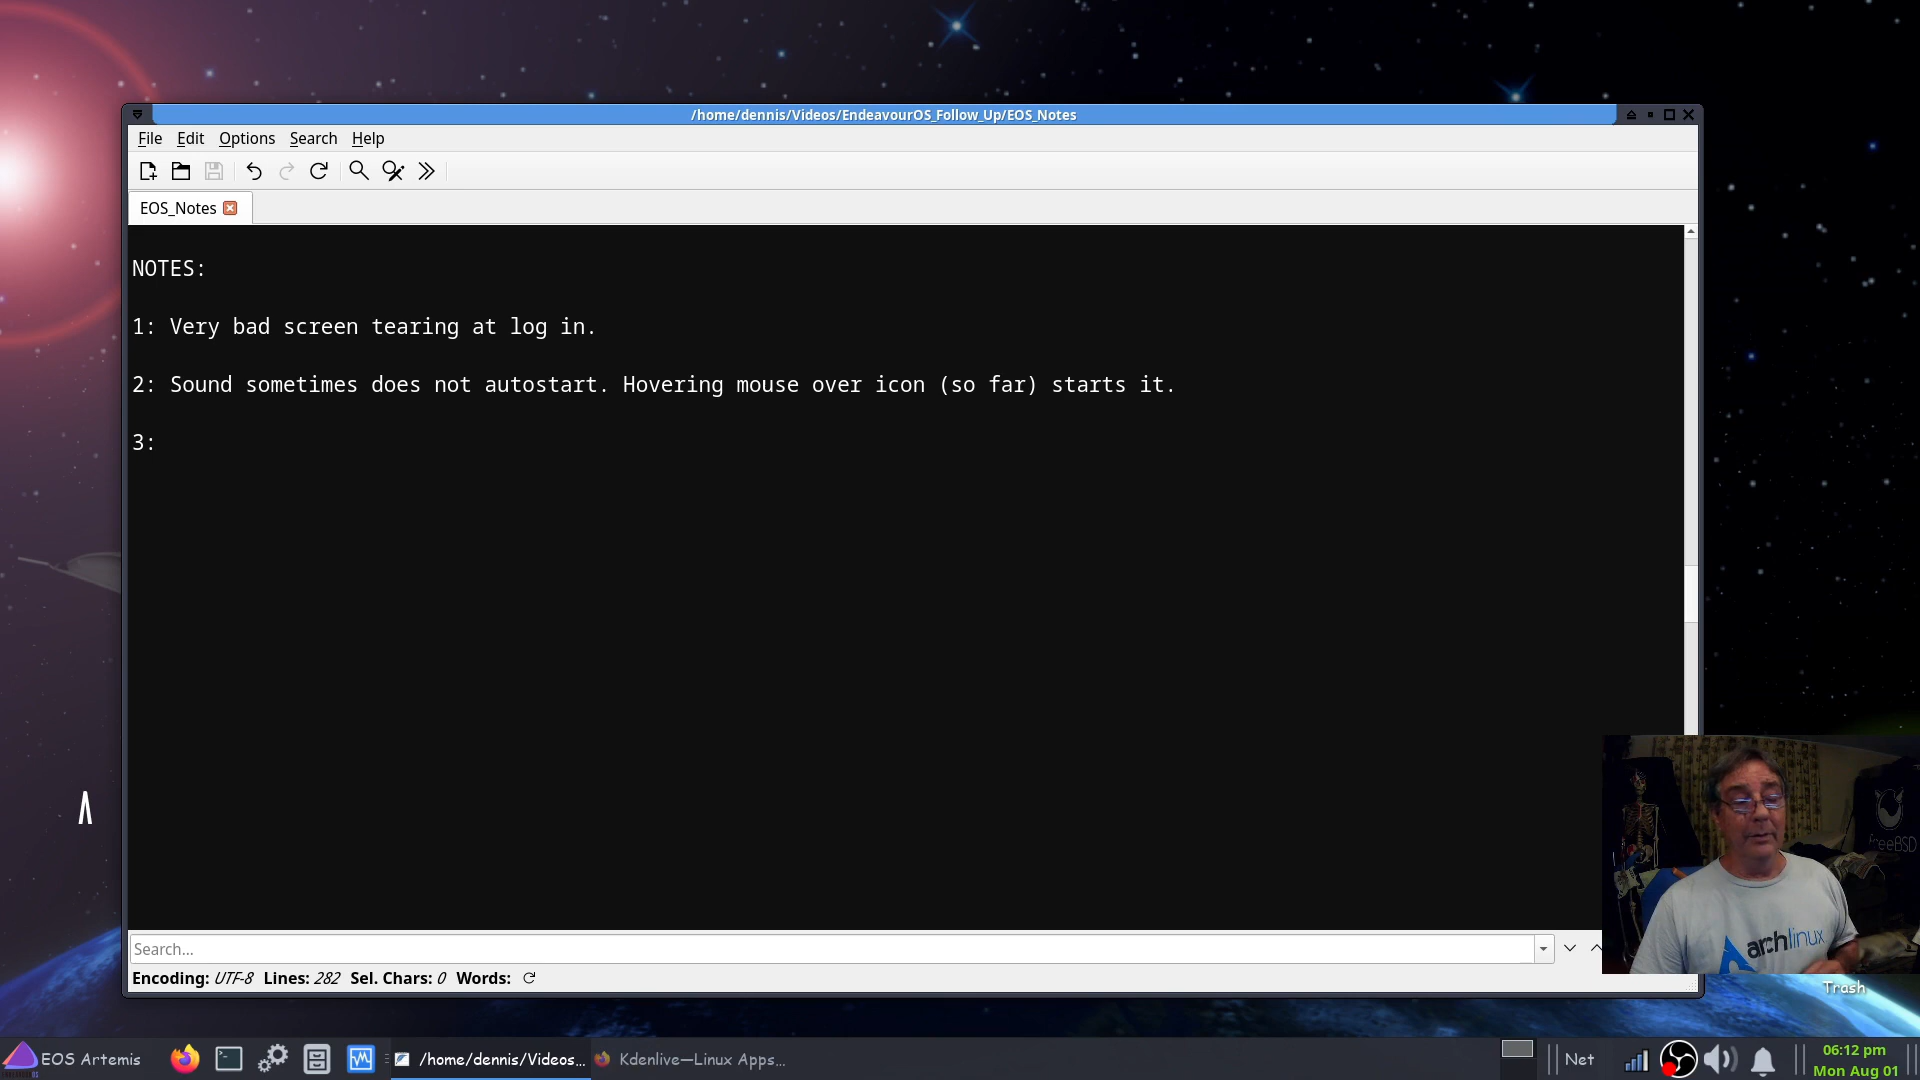 /home/dennis/Videos/EndeavourOS_Follow_Up/EOS_Notes
File Edit Options Search Help
EOS_Notes
NOTES:
1: Very bad screen tearing at log in.
2: Sound sometimes does not autostart. Hovering mouse over icon (so far) starts it.
3:
freeBSD
archlinux
Search...
Encoding: UTF-8 Lines: 282 Sel. Chars: 0 Words:
Trash
EOS Artemis
/home/dennis/Videos...
Kdenlive—Linux Apps...
Net
06:12 pm
Mon Aug 01